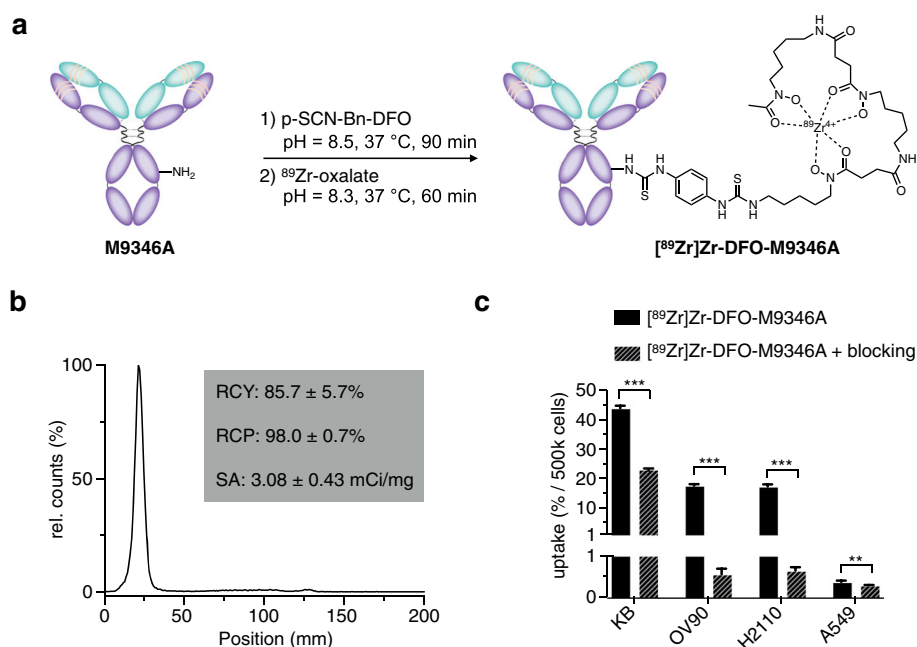 a
1) p-SCN-Bn-DFO
pH = 8.5, 37 °C, 90 min
2) ⁸⁹Zr-oxalate
pH = 8.3, 37 °C, 60 min
NH₂
M9346A
H
N
H
N
S
N
H
S
N
H
N
O
O
NH
O
O
N
O
O
N
O
O
NH
O
⁸⁹Zr⁴⁺
[⁸⁹Zr]Zr-DFO-M9346A
b
rel. counts (%)
100
50
0
0 50 100 150 200
Position (mm)
RCY: 85.7 ± 5.7%
RCP: 98.0 ± 0.7%
SA: 3.08 ± 0.43 mCi/mg
c
[⁸⁹Zr]Zr-DFO-M9346A
[⁸⁹Zr]Zr-DFO-M9346A + blocking
uptake (% / 500k cells)
50
40
30
20
10
1
1
0
*** *** *** **
KB OV90 H2110 A549